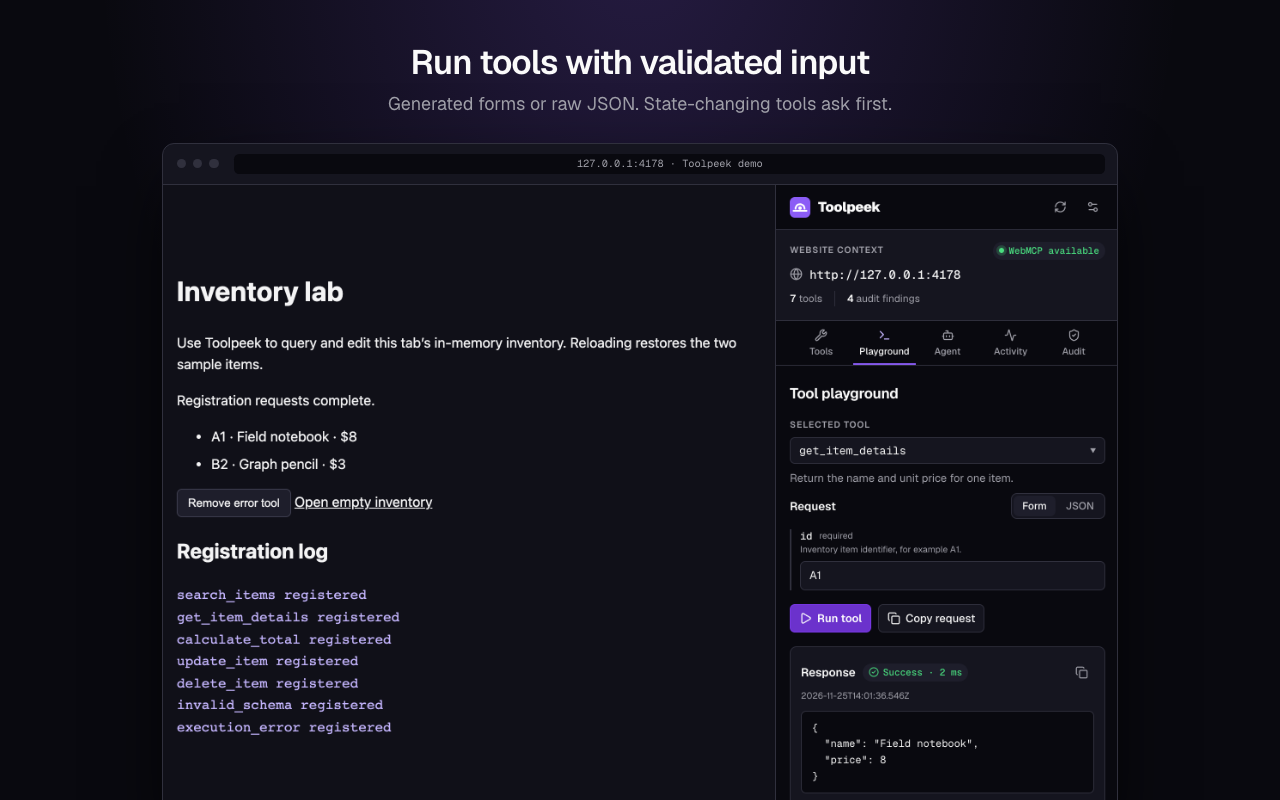 Run tools with validated input
Generated forms or raw JSON. State-changing tools ask first.
127.0.0.1:4178 · Toolpeek demo
Inventory lab
Use Toolpeek to query and edit this tab's in-memory inventory. Reloading restores the two
sample items.
Registration requests complete.
• A1 · Field notebook · $8
• B2 · Graph pencil · $3
Remove error tool Open empty inventory
Registration log
search_items registered
get_item_details registered
calculate_total registered
update_item registered
delete_item registered
invalid_schema registered
execution_error registered
Toolpeek
WEBSITE CONTEXT WebMCP available
http://127.0.0.1:4178
7 tools 4 audit findings
Tools Playground Agent Activity Audit
Tool playground
SELECTED TOOL
get_item_details
Return the name and unit price for one item.
Request Form JSON
id required
Inventory item identifier, for example A1.
A1
Run tool Copy request
Response Success · 2 ms
2026-11-25T14:01:36.546Z
{
"name": "Field notebook",
"price": 8
}